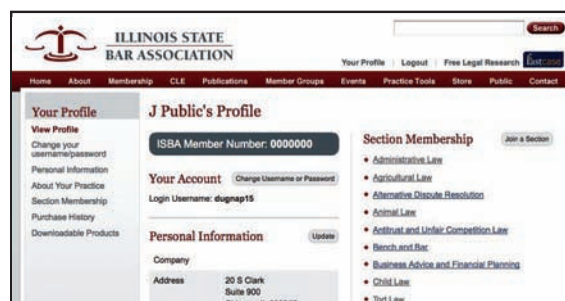 ILLINOIS STATE
BAR ASSOCIATION
Search
Your Profile | Logout | Free Legal Research fastcase
Home About Membership CLE Publications Member Groups Events Practice Tools Store Public Contact
Your Profile
View Profile
Change your
username/password
Personal Information
About Your Practice
Section Membership
Purchase History
Downloadable Products
J Public's Profile
ISBA Member Number: 0000000
Your Account Change Username or Password
Login Username: dugnap15
Personal Information Update
Company
Address 20 S Clark
Suite 900
Section Membership Join a Section
Administrative Law
Agricultural Law
Alternative Dispute Resolution
Animal Law
Antitrust and Unfair Competition Law
Bench and Bar
Business Advice and Financial Planning
Child Law
Tort Law